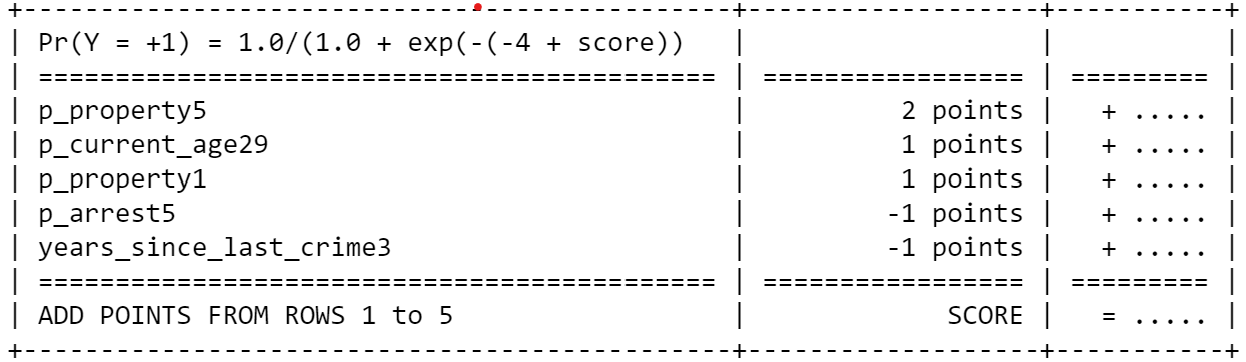 +----------------------------------------------+--------------------+------------+
| Pr(Y = +1) = 1.0/(1.0 + exp(-(-4 + score)) | | |
| ============================================ | ================= | ========= |
| p_property5 | 2 points | + ..... |
| p_current_age29 | 1 points | + ..... |
| p_property1 | 1 points | + ..... |
| p_arrest5 | -1 points | + ..... |
| years_since_last_crime3 | -1 points | + ..... |
| ============================================ | ================= | ========= |
| ADD POINTS FROM ROWS 1 to 5 | SCORE | = ..... |
+----------------------------------------------+--------------------+------------+